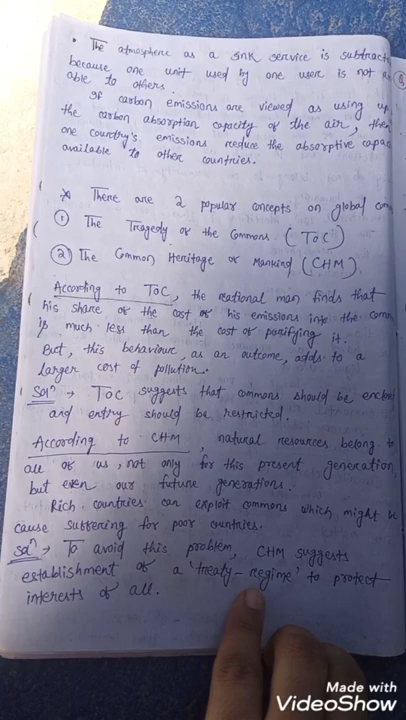 • The atmosphere as a sink service is subtract
because one unit used by one user is not a
able to others.
If carbon emissions are viewed as using up
the carbon absorption capacity of the air, then
one country's emissions reduce the absorptive capac
available to other countries.
* There are 2 popular concepts on global com
① The Tragedy of the Commons (ToC)
② The Common Heritage of Mankind (CHM)
According to TOC, the rational man finds that
his share of the cost of his emissions into the comm
is much less than the cost of purifying it.
But, this behaviour, as an outcome, adds to a
larger cost of pollution.
Solⁿ → TOC suggests that commons should be enclos
and entry should be restricted.
According to CHM, natural resources belong to
all of us, not only for this present generation,
but even our future generations.
Rich countries can exploit commons which might be
cause suffering for poor countries.
Solⁿ → To avoid this problem, CHM suggests
establishment of a 'treaty-regime' to protect
interests of all.
Made with
VideoShow